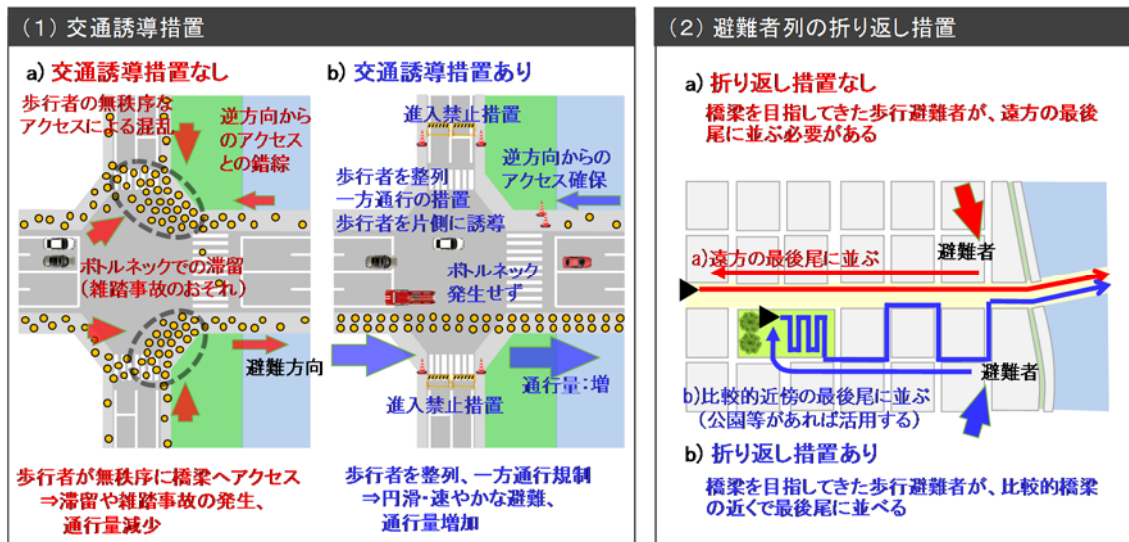 (1) 交通誘導措置
a) 交通誘導措置なし
歩行者の無秩序な
アクセスによる混乱
逆方向から
のアクセス
との錯綜
ボトルネックでの滞留
(雑踏事故のおそれ)
避難方向
歩行者が無秩序に橋梁へアクセス
⇒滞留や雑踏事故の発生、
通行量減少
b) 交通誘導措置あり
進入禁止措置
逆方向からの
アクセス確保
歩行者を整列
一方通行の措置
歩行者を片側に誘導
ボトルネック
発生せず
通行量:増
進入禁止措置
歩行者を整列、一方通行規制
⇒円滑・速やかな避難、
通行量増加
(2) 避難者列の折り返し措置
a) 折り返し措置なし
橋梁を目指してきた歩行避難者が、遠方の最後
尾に並ぶ必要がある
避難者
a)遠方の最後尾に並ぶ
避難者
b)比較的近傍の最後尾に並ぶ
(公園等があれば活用する)
b) 折り返し措置あり
橋梁を目指してきた歩行避難者が、比較的橋梁
の近くで最後尾に並べる